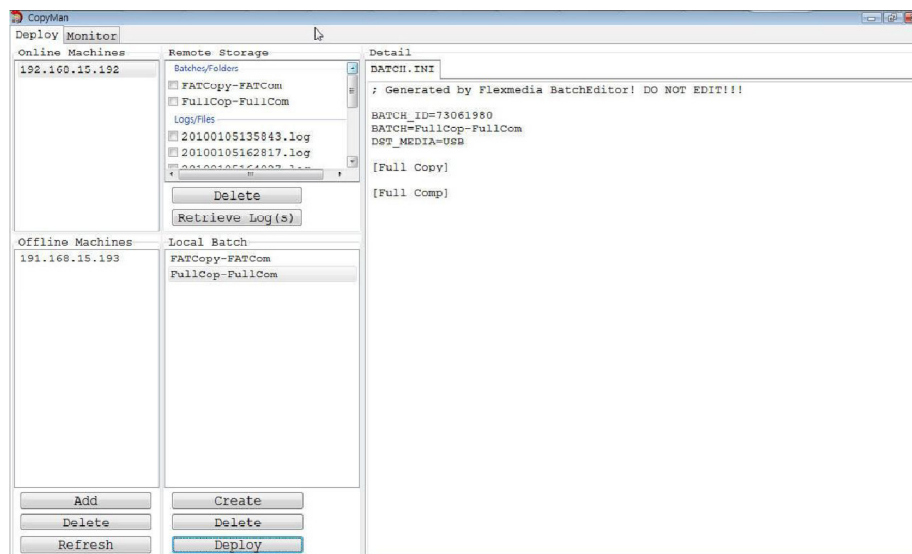 CopyMan
Deploy Monitor
Online Machines
192.160.15.192
Remote Storage
Batches/Folders
FATCopy-FATCom
FullCop-FullCom
Logs/Files
20100105135843.log
20100105162817.log
Delete
Retrieve Log(s)
Offline Machines
191.168.15.193
Local Batch
FATCopy-FATCom
FullCop-FullCom
Add
Delete
Refresh
Create
Delete
Deploy
Detail
BATCH.INI
; Generated by Flexmedia BatchEditor! DO NOT EDIT!!!
BATCH_ID=73061980
BATCH=FullCop-FullCom
DST_MEDIA=USB
[Full Copy]
[Full Comp]